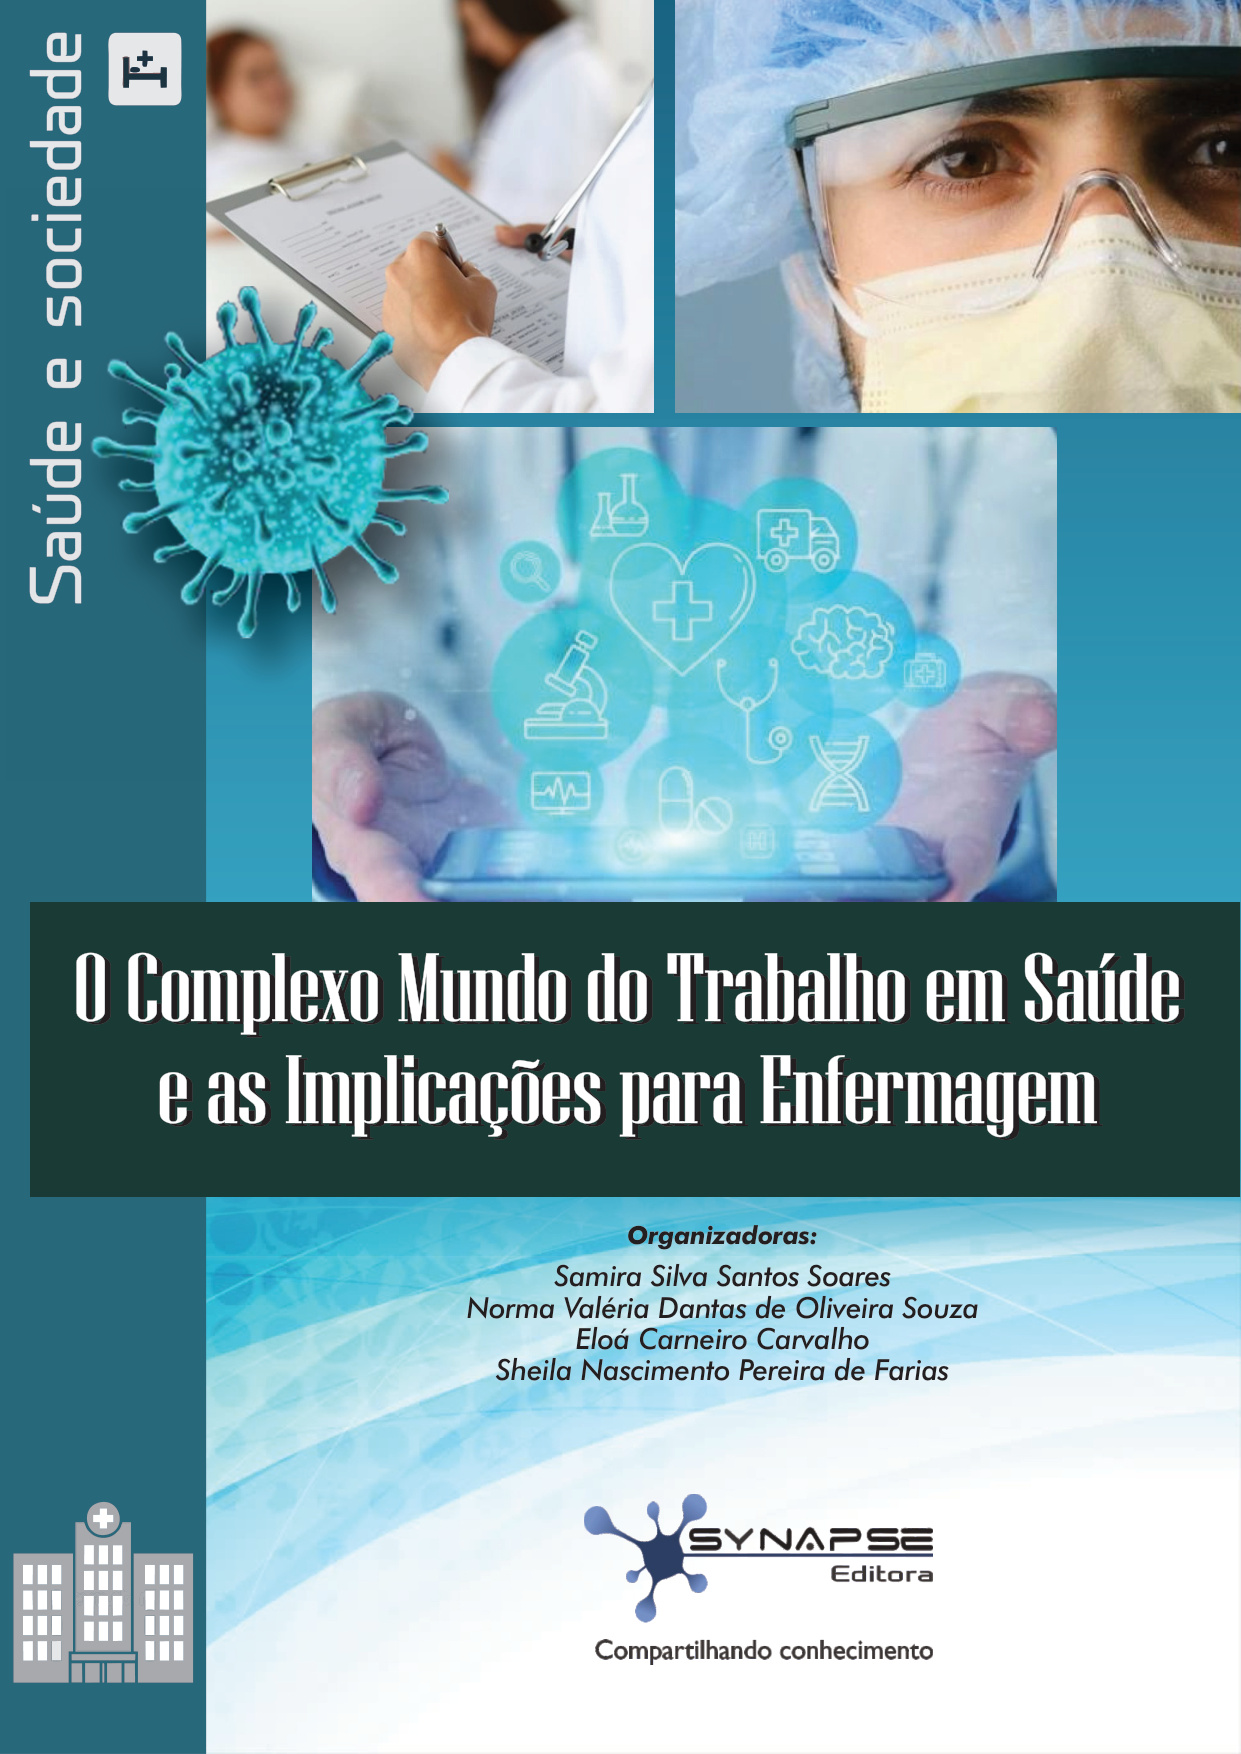 Saúde e sociedade
O Complexo Mundo do Trabalho em Saúde
e as Implicações para Enfermagem
Organizadoras:
Samira Silva Santos Soares
Norma Valéria Dantas de Oliveira Souza
Eloá Carneiro Carvalho
Sheila Nascimento Pereira de Farias
SYNAPSE
Editora
Compartilhando conhecimento